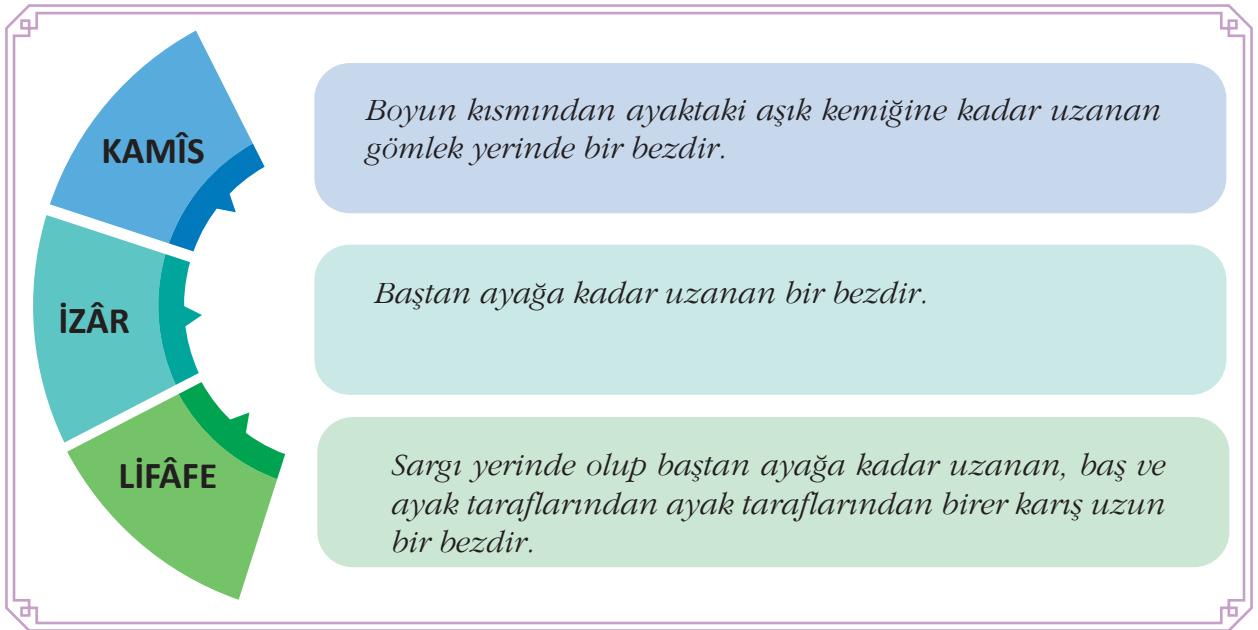 KAMÎS
Boyun kısmından ayaktaki aşık kemiğine kadar uzanan
gömlek yerinde bir bezdir.
İZÂR
Baştan ayağa kadar uzanan bir bezdir.
LİFÂFE
Sargı yerinde olup baştan ayağa kadar uzanan, baş ve
ayak taraflarından ayak taraflarından birer karış uzun
bir bezdir.